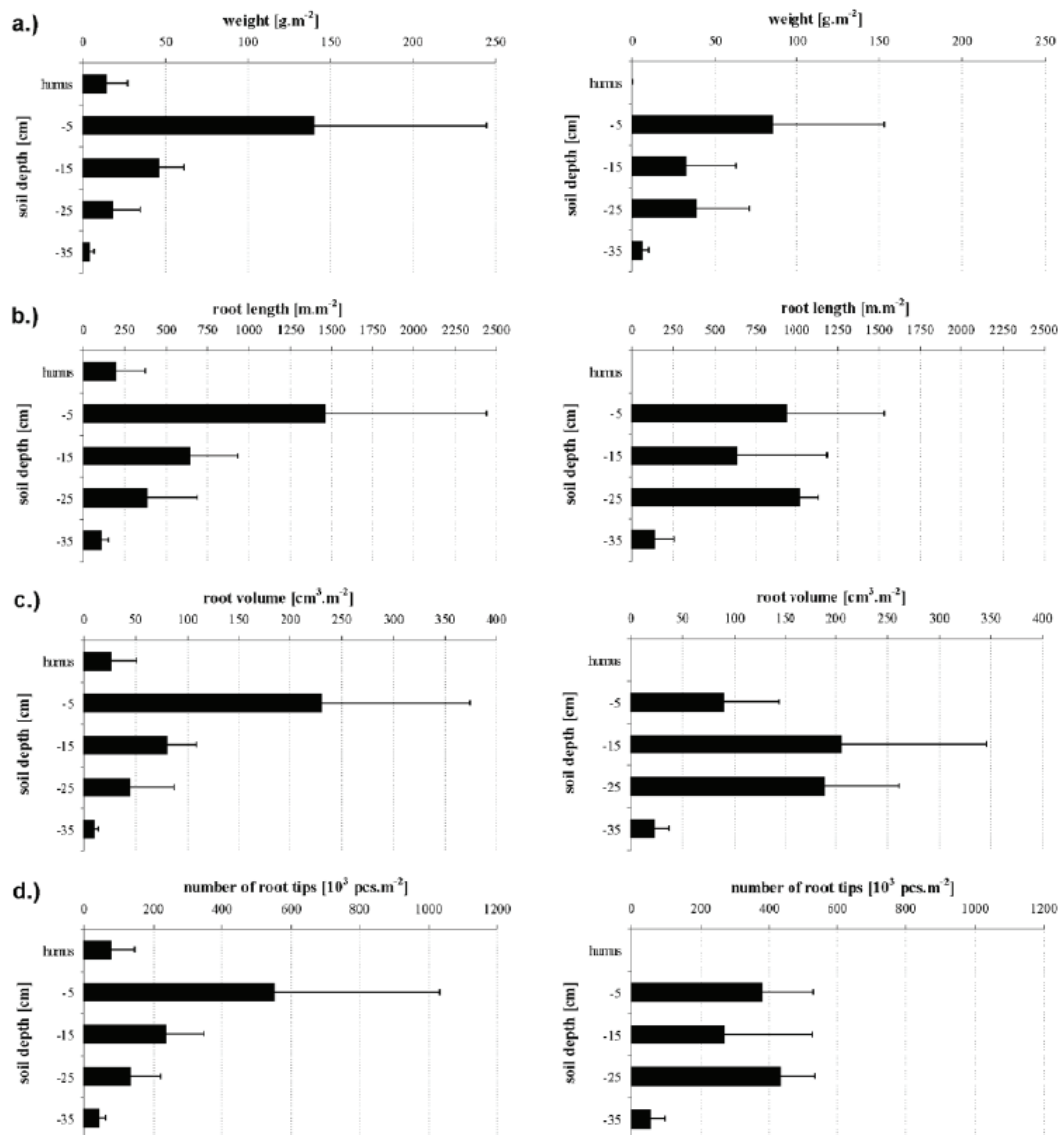 a.)
weight [g.m-2]
0 50 100 150 200 250
soil depth [cm]
humus
-5
-15
-25
-35
weight [g.m-2]
0 50 100 150 200 250
soil depth [cm]
humus
-5
-15
-25
-35
b.)
root length [m.m-2]
0 250 500 750 1000 1250 1500 1750 2000 2250 2500
soil depth [cm]
humus
-5
-15
-25
-35
root length [m.m-2]
0 250 500 750 1000 1250 1500 1750 2000 2250 2500
soil depth [cm]
humus
-5
-15
-25
-35
c.)
root volume [cm3.m-2]
0 50 100 150 200 250 300 350 400
soil depth [cm]
humus
-5
-15
-25
-35
root volume [cm3.m-2]
0 50 100 150 200 250 300 350 400
soil depth [cm]
humus
-5
-15
-25
-35
d.)
number of root tips [103 pcs.m-2]
0 200 400 600 800 1000 1200
soil depth [cm]
humus
-5
-15
-25
-35
number of root tips [103 pcs.m-2]
0 200 400 600 800 1000 1200
soil depth [cm]
humus
-5
-15
-25
-35